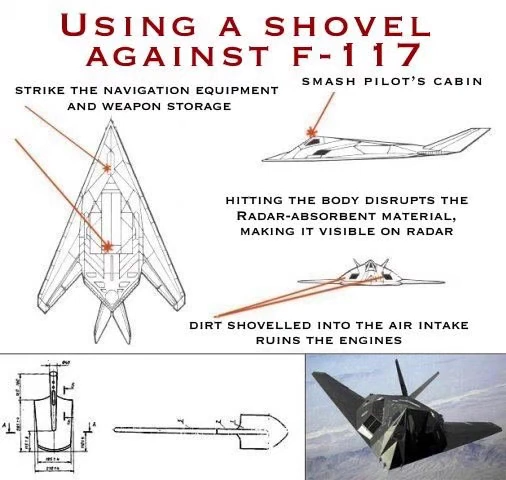 Using a shovel
against F-117
strike the navigation equipment
and weapon storage
smash pilot's cabin
hitting the body disrupts the
Radar-absorbent material,
making it visible on radar
dirt shovelled into the air intake
ruins the engines